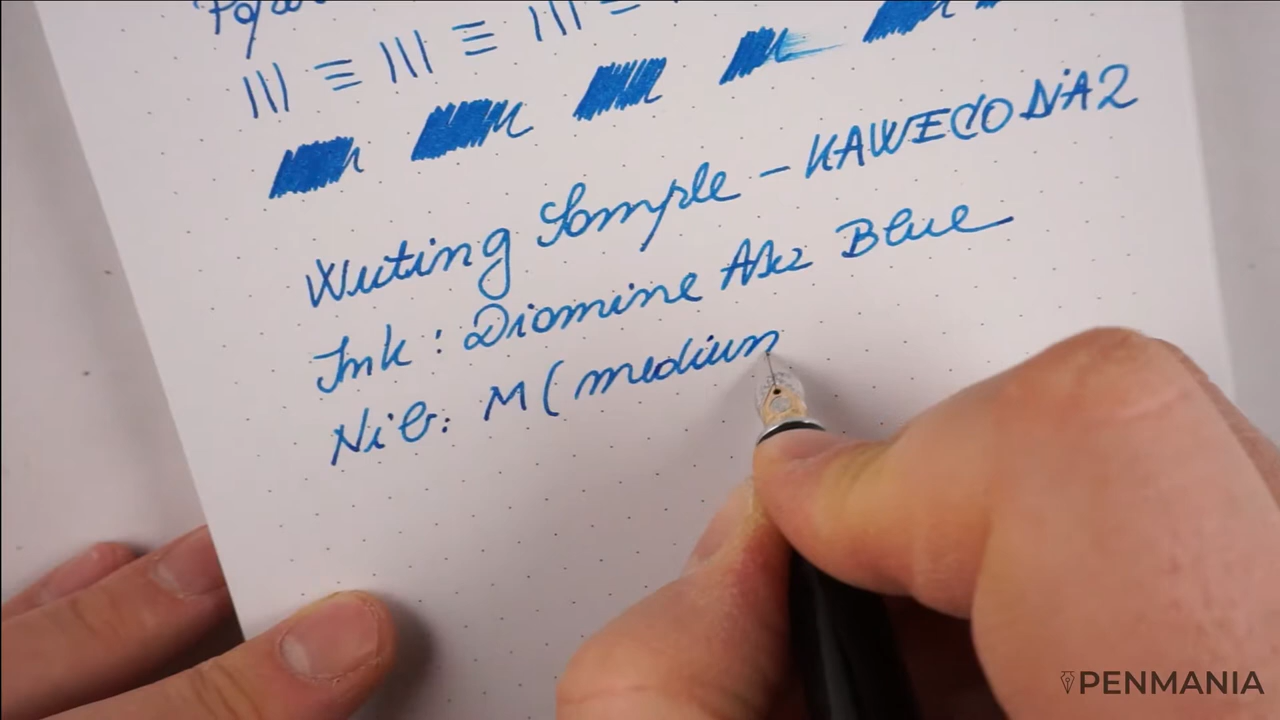 Writing Sample - KAWECO DIA2
Ink: Diamine Asa Blue
Nib: M (medium
PENMANIA